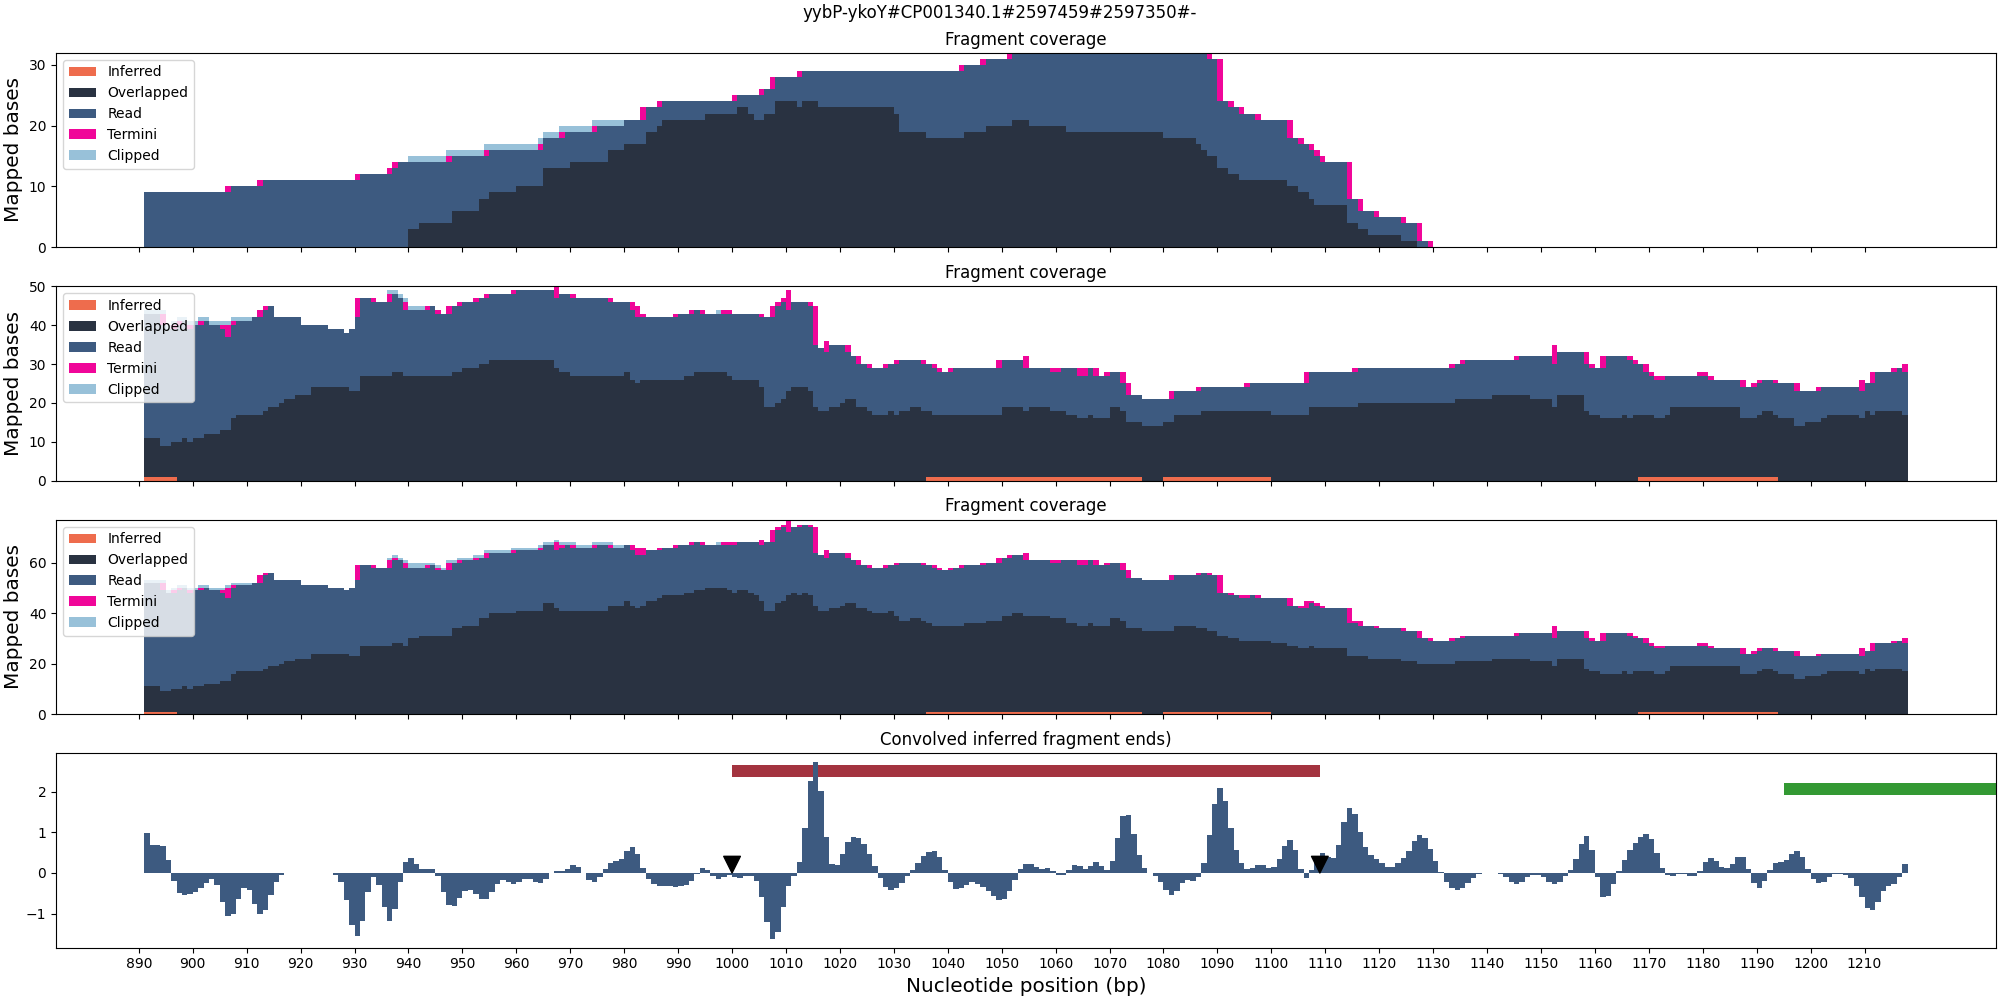 yybP-ykoY#CP001340.1#2597459#2597350#-
Fragment coverage
Mapped bases
30
20
10
0
Inferred
Overlapped
Read
Termini
Clipped
Fragment coverage
Mapped bases
50
40
30
20
10
0
Inferred
Overlapped
Read
Termini
Clipped
Fragment coverage
Mapped bases
60
40
20
0
Inferred
Overlapped
Read
Termini
Clipped
Convolved inferred fragment ends)
2
1
0
−1
890 900 910 920 930 940 950 960 970 980 990 1000 1010 1020 1030 1040 1050 1060 1070 1080 1090 1100 1110 1120 1130 1140 1150 1160 1170 1180 1190 1200 1210
Nucleotide position (bp)